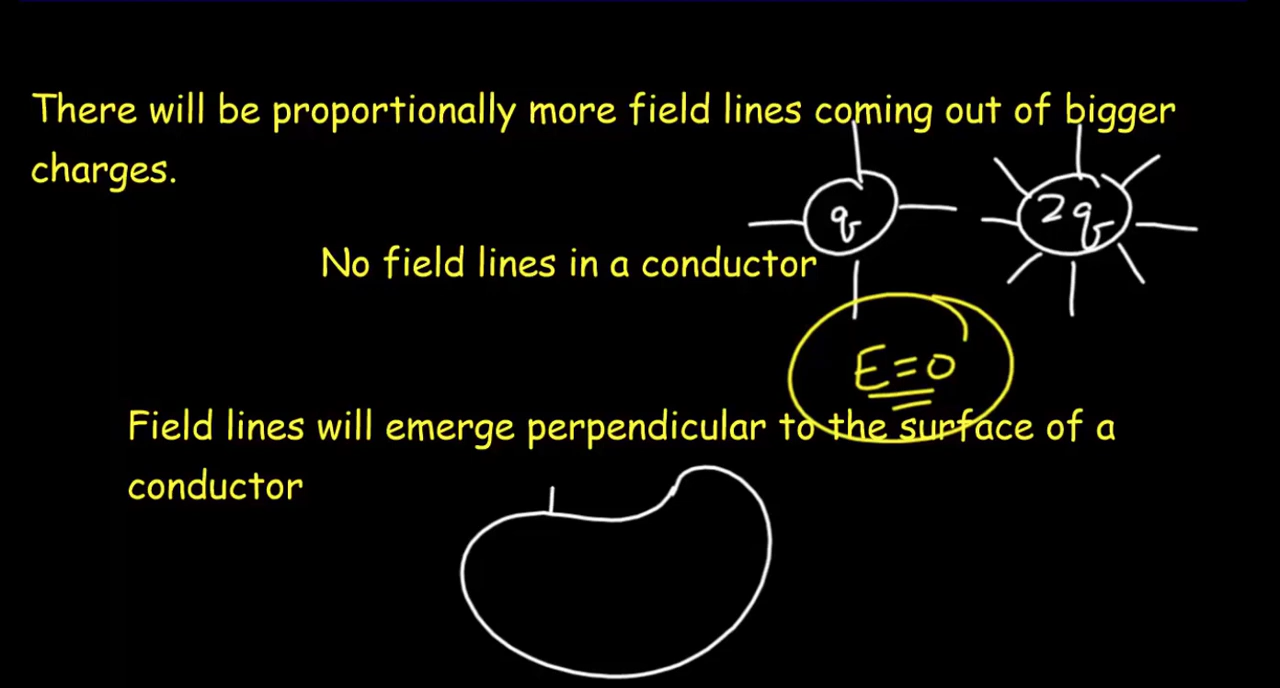 There will be proportionally more field lines coming out of bigger
charges.
q
2q
No field lines in a conductor
E=0
Field lines will emerge perpendicular to the surface of a
conductor